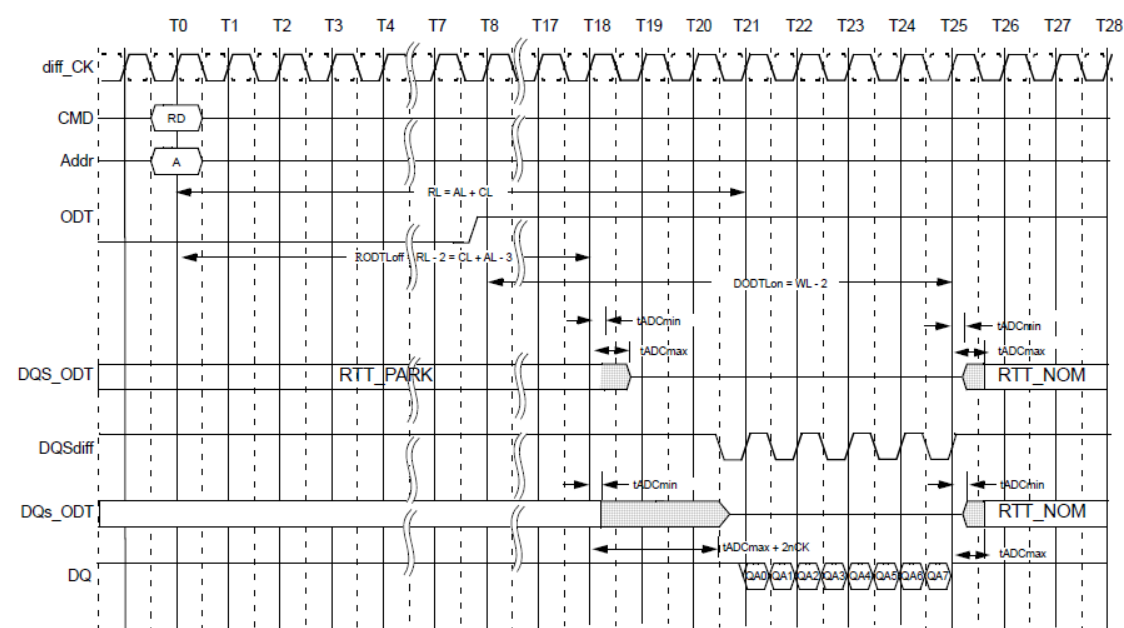 T0 T1 T2 T3 T4 T7 T8 T17 T18 T19 T20 T21 T22 T23 T24 T25 T26 T27 T28
diff_CK
CMD RD
Addr A
RL = AL + CL
ODT
RODTLoff RL - 2 = CL + AL - 3
DODTLon = WL - 2
tADCmin tADCmin
tADCmax tADCmax
DQS_ODT RTT_PARK RTT_NOM
DQSdiff
tADCmin tADCmin
DQs_ODT RTT_NOM
tADCmax + 2nCK tADCmax
DQ QA0 QA1 QA2 QA3 QA4 QA5 QA6 QA7